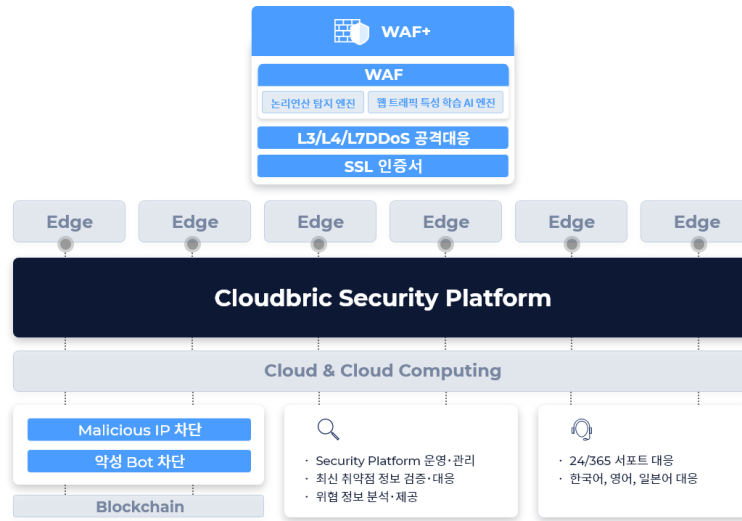 WAF+
WAF
논리연산 탐지 엔진
웹 트래픽 특성 학습 AI 엔진
L3/L4/L7DDoS 공격대응
SSL 인증서
Edge
Edge
Edge
Edge
Edge
Edge
Cloudbric Security Platform
Cloud & Cloud Computing
Malicious IP 차단
악성 Bot 차단
Blockchain
· Security Platform 운영·관리
· 최신 취약점 정보 검증·대응
· 위협 정보 분석·제공
· 24/365 서포트 대응
· 한국어, 영어, 일본어 대응